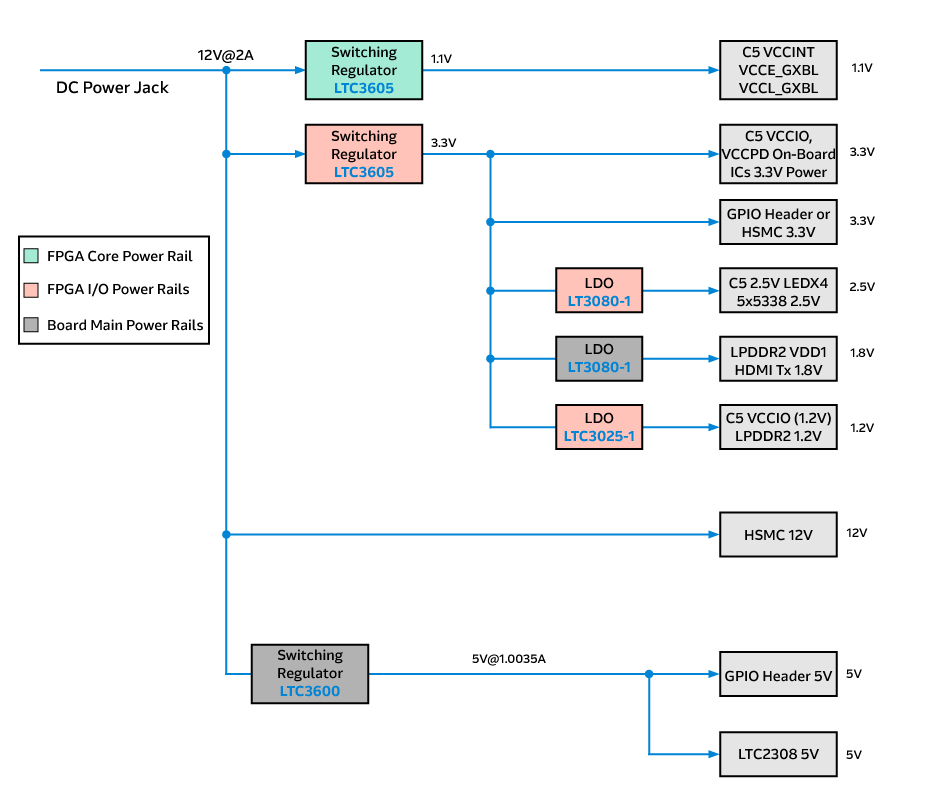 12V@2A
DC Power Jack
Switching
Regulator
LTC3605
1.1V
C5 VCCINT
VCCE_GXBL
VCCL_GXBL
1.1V
Switching
Regulator
LTC3605
3.3V
C5 VCCIO,
VCCPD On-Board
ICs 3.3V Power
3.3V
GPIO Header or
HSMC 3.3V
3.3V
FPGA Core Power Rail
FPGA I/O Power Rails
Board Main Power Rails
LDO
LT3080-1
C5 2.5V LEDX4
5x5338 2.5V
2.5V
LDO
LT3080-1
LPDDR2 VDD1
HDMI Tx 1.8V
1.8V
LDO
LTC3025-1
C5 VCCIO (1.2V)
LPDDR2 1.2V
1.2V
HSMC 12V
12V
Switching
Regulator
LTC3600
5V@1.0035A
GPIO Header 5V
5V
LTC2308 5V
5V